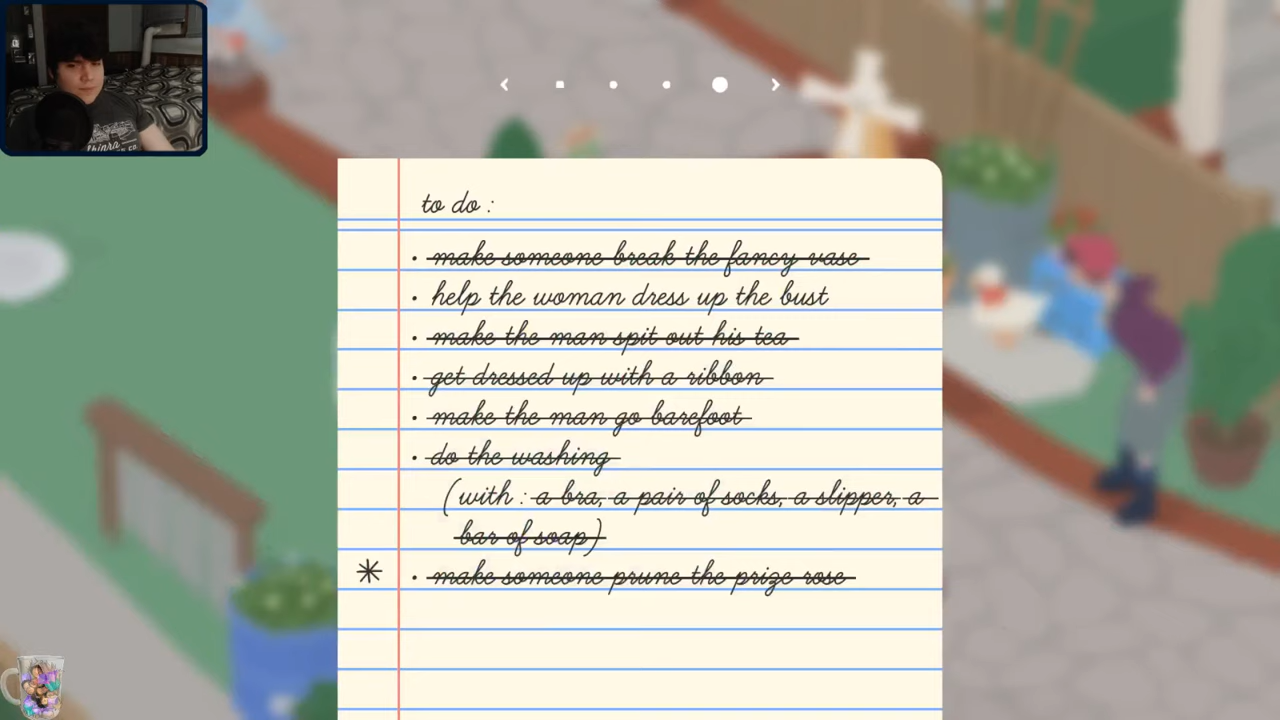 to do :
• make someone break the fancy vase
• help the woman dress up the bust
• make the man spit out his tea
• get dressed up with a ribbon
• make the man go barefoot
• do the washing
(with : a bra, a pair of socks, a slipper, a
bar of soap)
* • make someone prune the prize rose